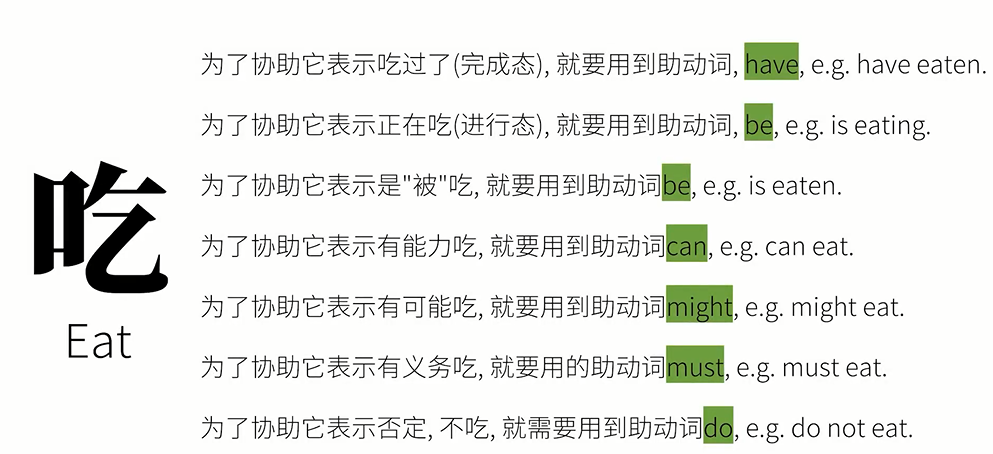 吃
Eat
为了协助它表示吃过了(完成态), 就要用到助动词, have, e.g. have eaten.
为了协助它表示正在吃(进行态), 就要用到助动词, be, e.g. is eating.
为了协助它表示是"被"吃, 就要用到助动词be, e.g. is eaten.
为了协助它表示有能力吃, 就要用到助动词can, e.g. can eat.
为了协助它表示有可能吃, 就要用到助动词might, e.g. might eat.
为了协助它表示有义务吃, 就要用的助动词must, e.g. must eat.
为了协助它表示否定, 不吃, 就需要用到助动词do, e.g. do not eat.